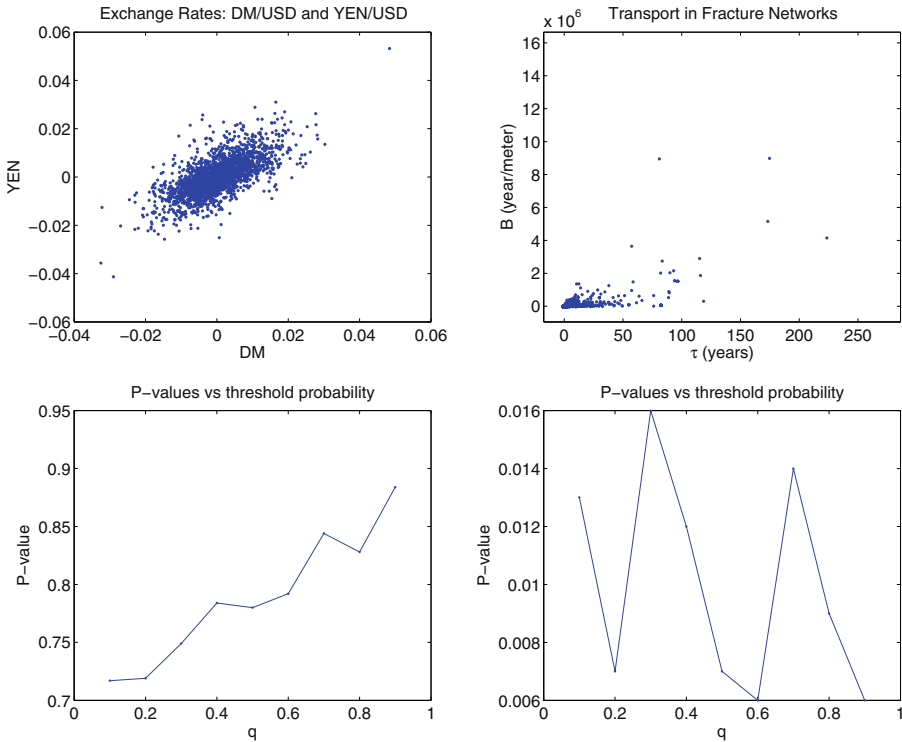 Exchange Rates: DM/USD and YEN/USD
0.06
0.04
0.02
0
−0.02
−0.04
−0.06
YEN
−0.04 −0.02 0 0.02 0.04 0.06
DM
Transport in Fracture Networks
x 10^6
16
14
12
10
8
6
4
2
0
B (year/meter)
0 50 100 150 200 250
τ (years)
P−values vs threshold probability
0.95
0.9
0.85
0.8
0.75
0.7
P−value
0 0.2 0.4 0.6 0.8 1
q
P−values vs threshold probability
0.016
0.014
0.012
0.01
0.008
0.006
P−value
0 0.2 0.4 0.6 0.8 1
q